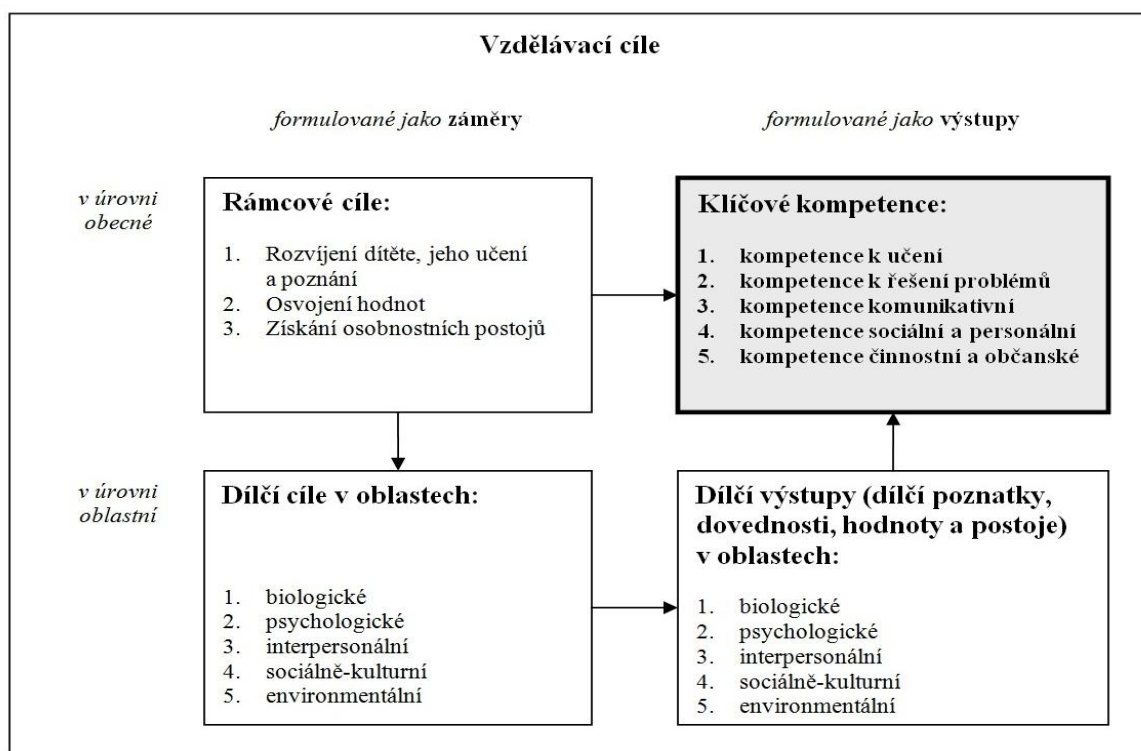 Vzdělávací cíle
formulované jako záměry
formulované jako výstupy
v úrovni
obecné
Rámcové cíle:
1. Rozvíjení dítěte, jeho učení
a poznání
2. Osvojení hodnot
3. Získání osobnostních postojů
Klíčové kompetence:
1. kompetence k učení
2. kompetence k řešení problémů
3. kompetence komunikativní
4. kompetence sociální a personální
5. kompetence činnostní a občanské
v úrovni
oblastní
Dílčí cíle v oblastech:
1. biologické
2. psychologické
3. interpersonální
4. sociálně-kulturní
5. environmentální
Dílčí výstupy (dílčí poznatky,
dovednosti, hodnoty a postoje)
v oblastech:
1. biologické
2. psychologické
3. interpersonální
4. sociálně-kulturní
5. environmentální